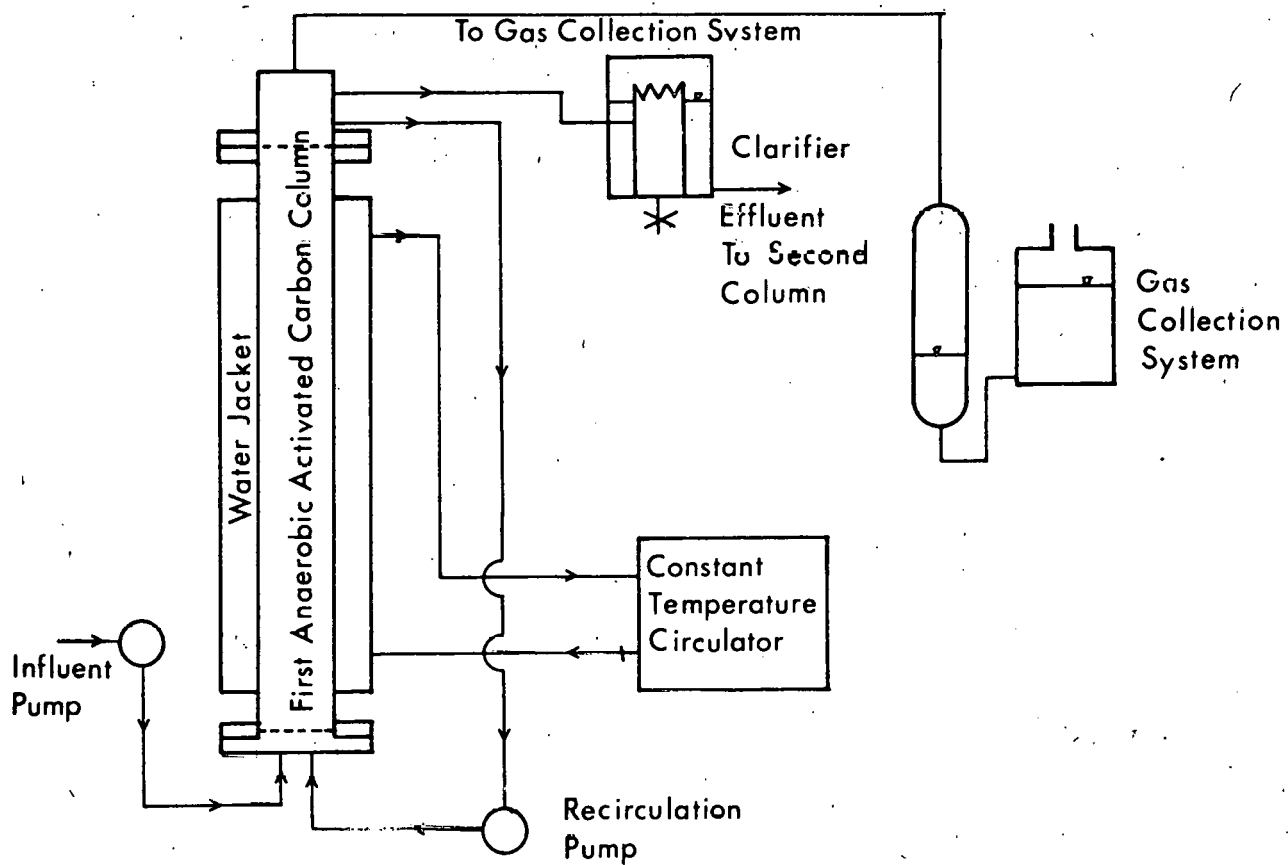 To Gas Collection System
Clarifier
Effluent
To Second
Column
Gas
Collection
System
Water Jacket
First Anaerobic Activated Carbon Column
Constant
Temperature
Circulator
Influent
Pump
Recirculation
Pump